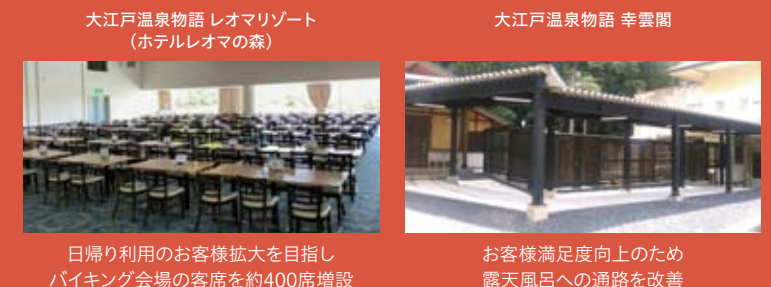 大江戸温泉物語 レオマリゾート
（ホテルレオマの森）
日帰り利用のお客様拡大を目指し
バイキング会場の客席を約400席増設
大江戸温泉物語 幸雲閣
お客様満足度向上のため
露天風呂への通路を改善